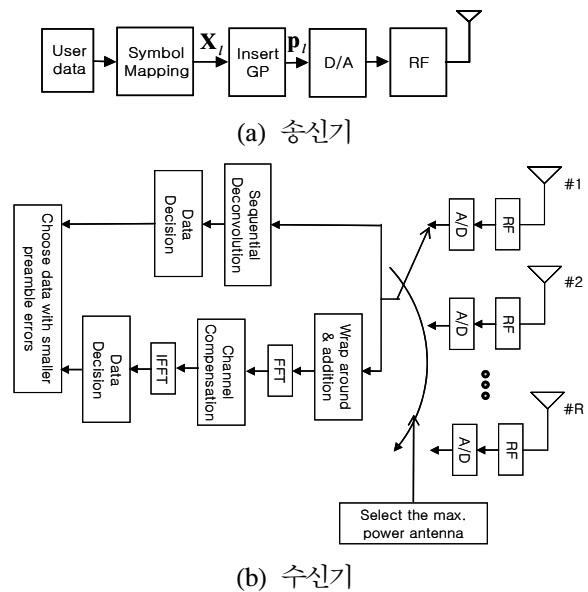 User
data
Symbol
Mapping
X_l
Insert
GP
p_l
D/A
RF
(a) 송신기
Choose data with smaller
preamble errors
Data
Decision
Sequential
Deconvolution
Data
Decision
IFFT
Channel
Compensation
FFT
Wrap around
& addition
A/D
RF
#1
A/D
RF
#2
A/D
RF
#R
Select the max.
power antenna
(b) 수신기